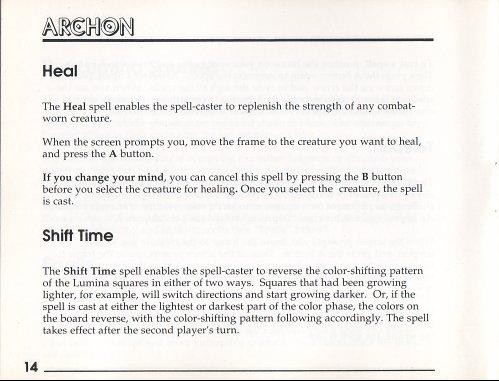 ARCHON
Heal
The Heal spell enables the spell-caster to replenish the strength of any combat-
worn creature.
When the screen prompts you, move the frame to the creature you want to heal,
and press the A button.
If you change your mind, you can cancel this spell by pressing the B button
before you select the creature for healing. Once you select the creature, the spell
is cast.
Shift Time
The Shift Time spell enables the spell-caster to reverse the color-shifting pattern
of the Lumina squares in either of two ways. Squares that had been growing
lighter, for example, will switch directions and start growing darker. Or, if the
spell is cast at either the lightest or darkest part of the color phase, the colors on
the board reverse, with the color-shifting pattern following accordingly. The spell
takes effect after the second player's turn.
14